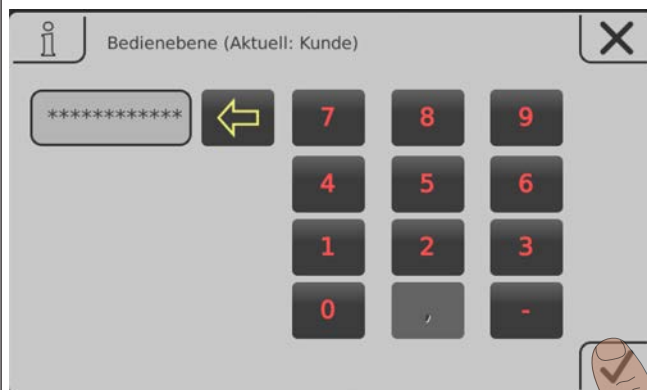 Bedienebene (Aktuell: Kunde)
************ 7 8 9
4 5 6
1 2 3
0 , -